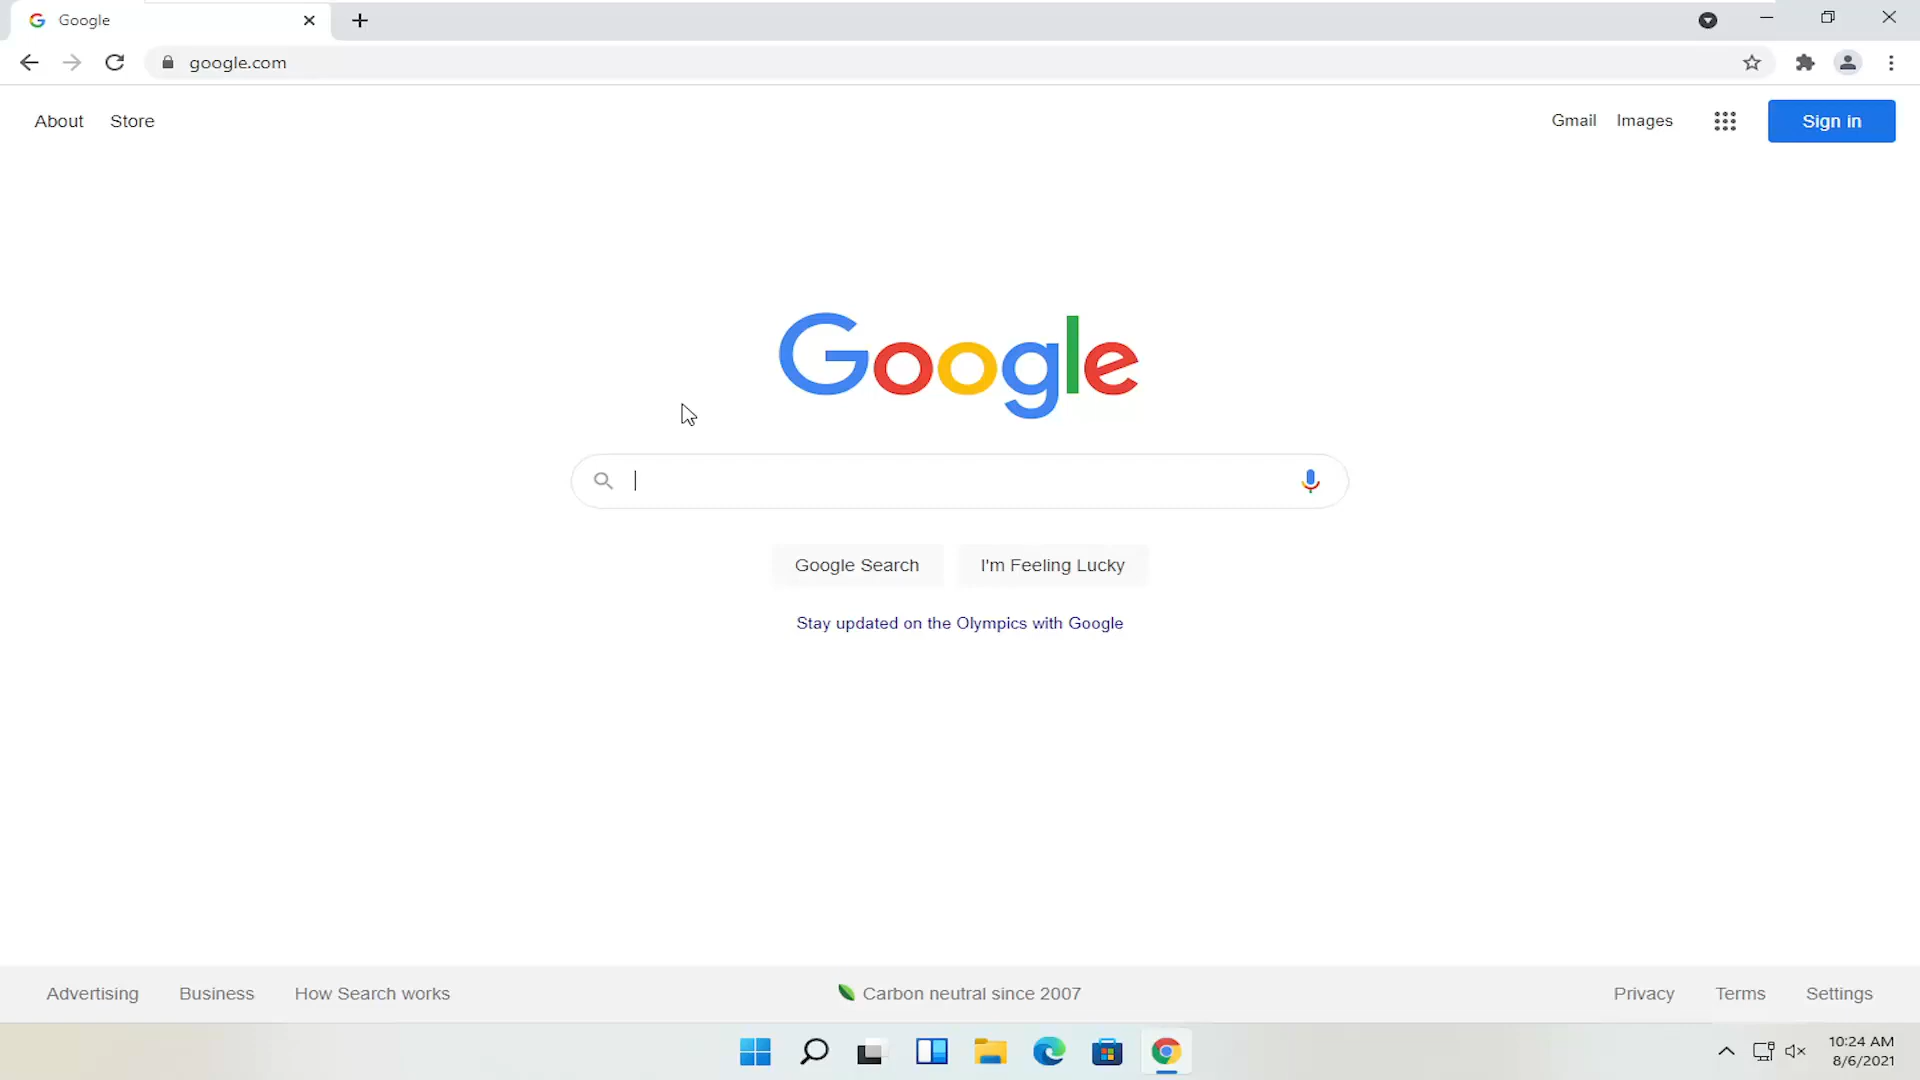 Google
google.com
About Store Gmail Images Sign in
Google
Google Search I'm Feeling Lucky
Stay updated on the Olympics with Google
Advertising Business How Search works Carbon neutral since 2007 Privacy Terms Settings
10:24 AM
8/6/2021